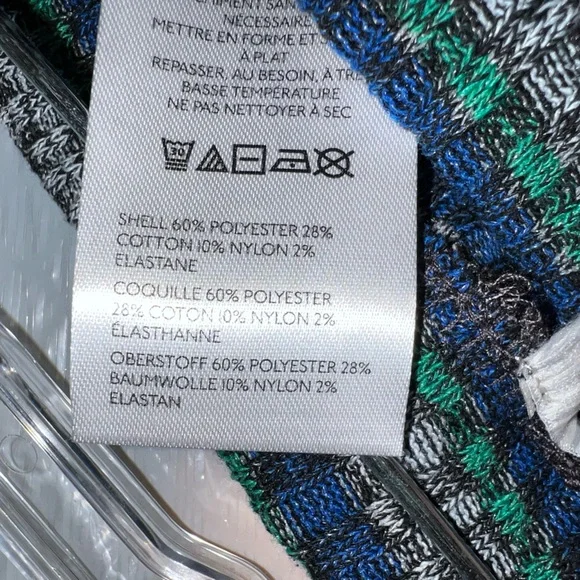 SANS
NÉCESSAIRE
METTRE EN FORME ET
À PLAT
REPASSER, AU BESOIN, À
BASSE TEMPÉRATURE
NE PAS NETTOYER À SEC
30
SHELL 60% POLYESTER 28%
COTTON 10% NYLON 2%
ELASTANE
COQUILLE 60% POLYESTER
28% COTON 10% NYLON 2%
ÉLASTHANNE
OBERSTOFF 60% POLYESTER 28%
BAUMWOLLE 10% NYLON 2%
ELASTAN